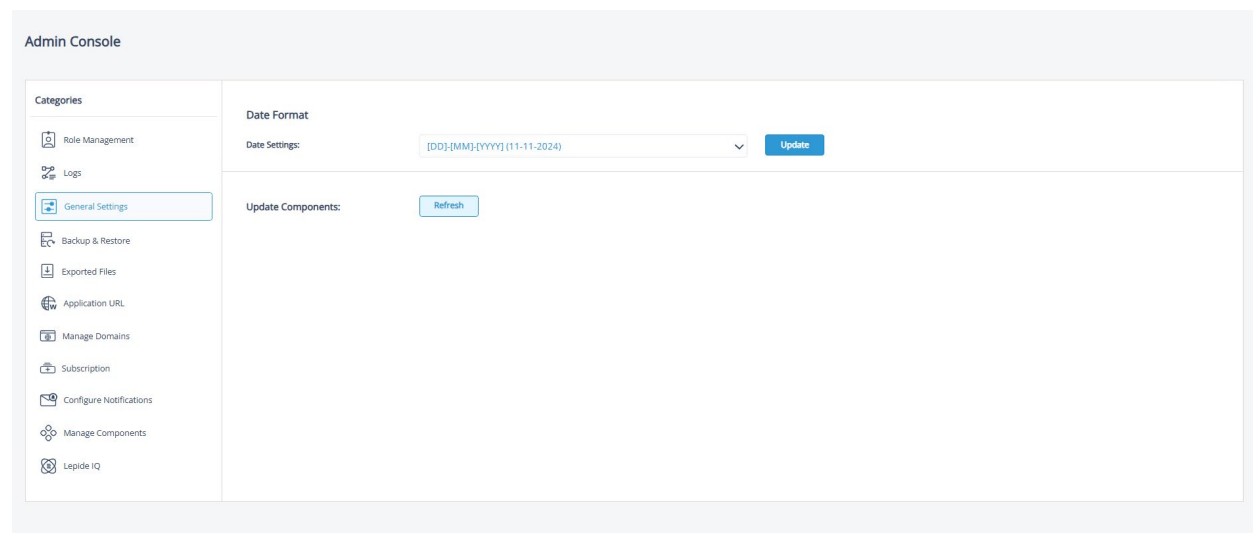 Admin Console
Categories
Role Management
Logs
General Settings
Backup & Restore
Exported Files
Application URL
Manage Domains
Subscription
Configure Notifications
Manage Components
Lepide IQ
Date Format
Date Settings:
[DD]-[MM]-[YYYY] (11-11-2024)
Update
Update Components:
Refresh